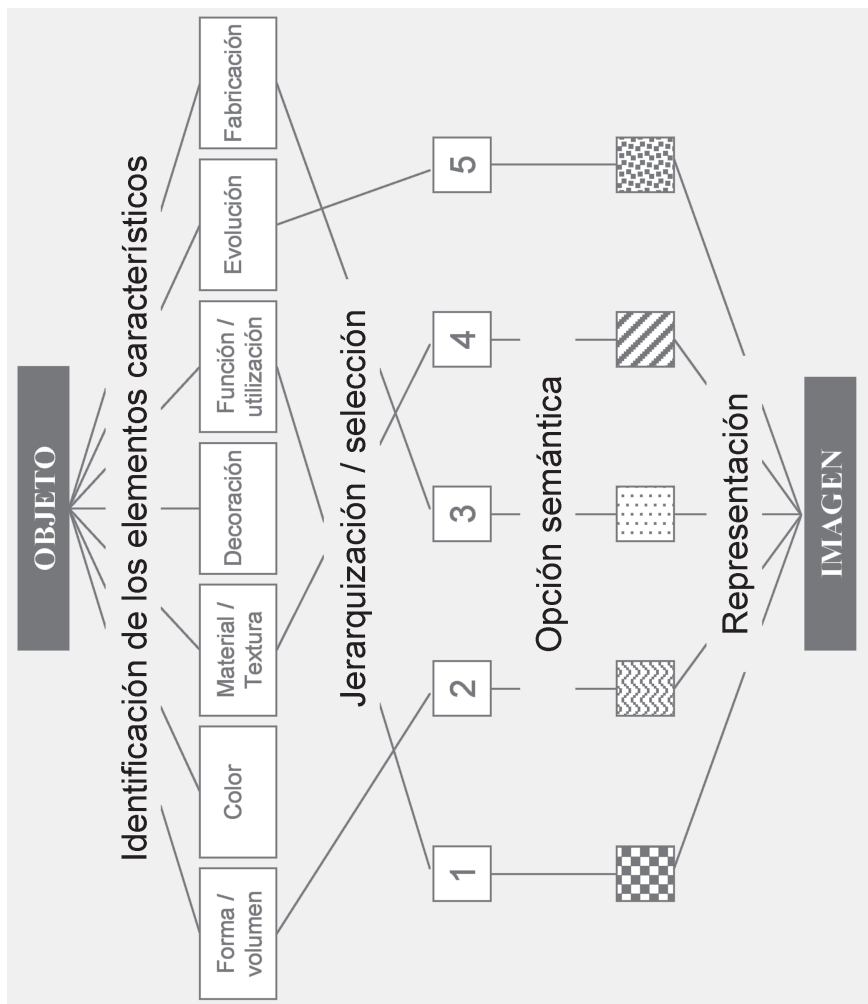 OBJETO
Identificación de los elementos característicos
Forma /
volumen
Color
Material /
Textura
Decoración
Función /
utilización
Evolución
Fabricación
Jerarquización / selección
1
2
3
4
5
Opción semántica
Representación
IMAGEN